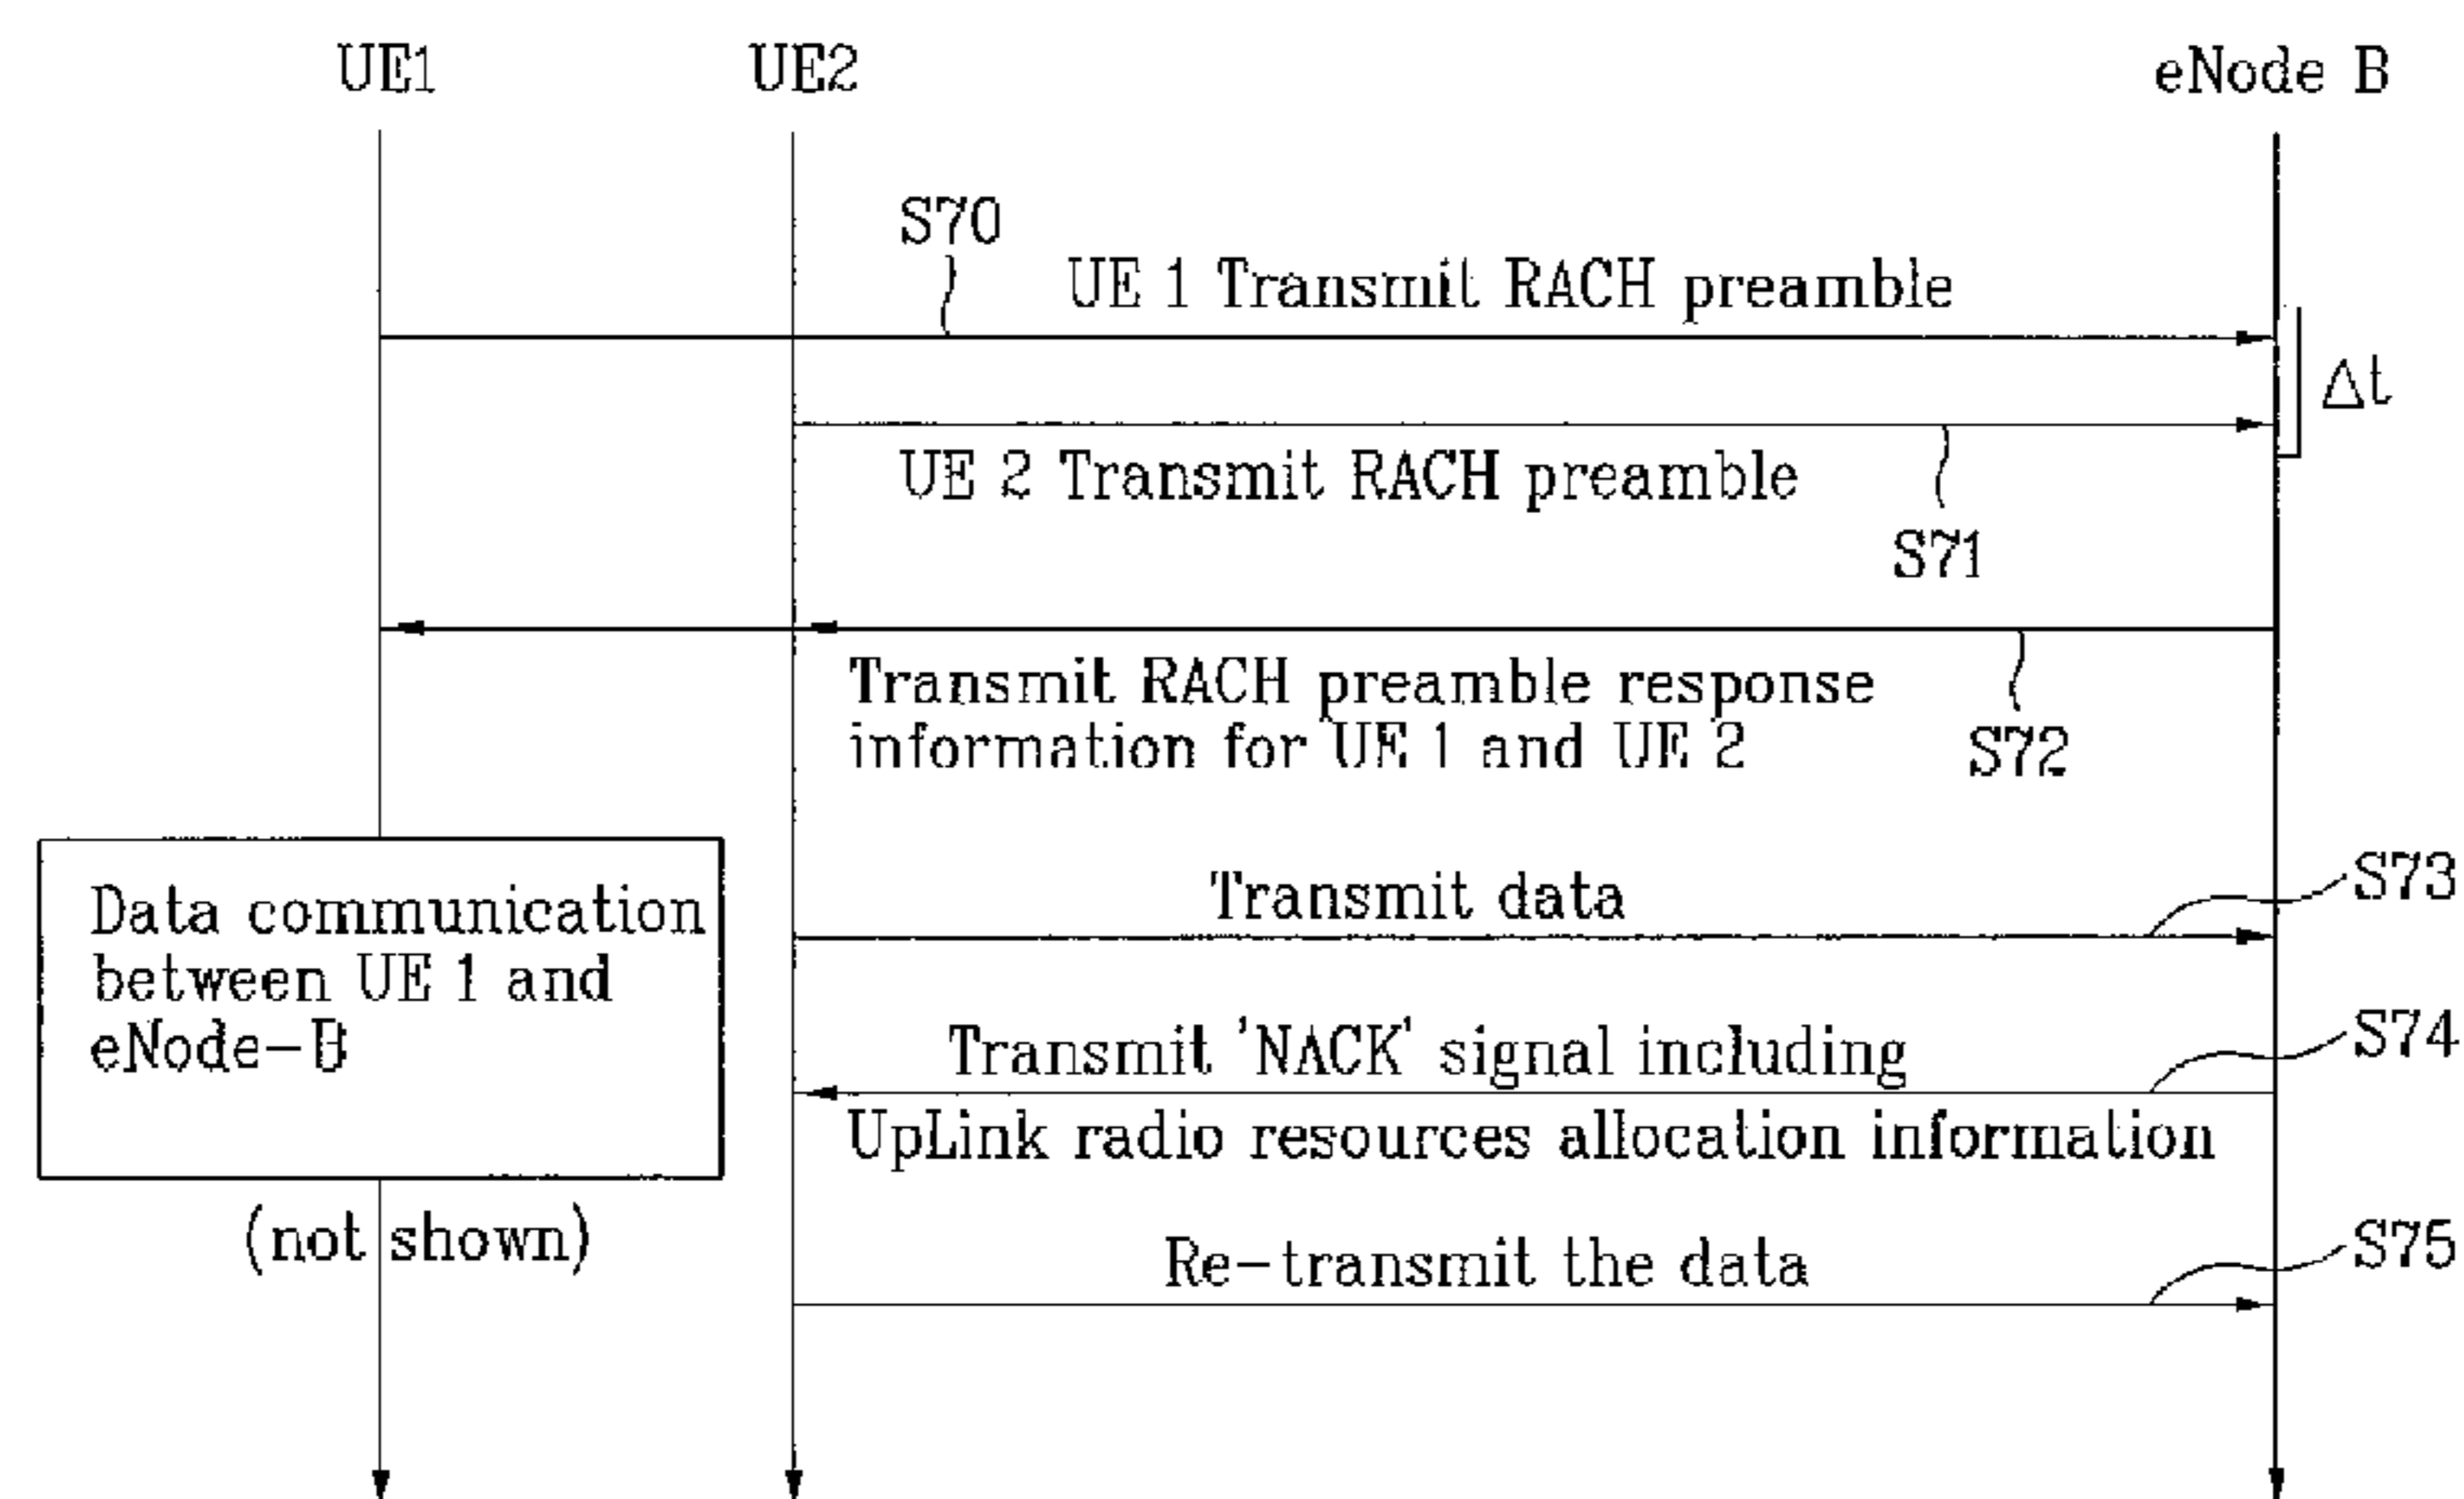 UE1
UE2
eNode B
S70
UE 1 Transmit RACH preamble
Δt
UE 2 Transmit RACH preamble
S71
Transmit RACH preamble response
information for UE 1 and UE 2
S72
Data communication
between UE 1 and
eNode-B
(not shown)
Transmit data
S73
Transmit 'NACK' signal including
S74
UpLink radio resources allocation information
Re-transmit the data
S75